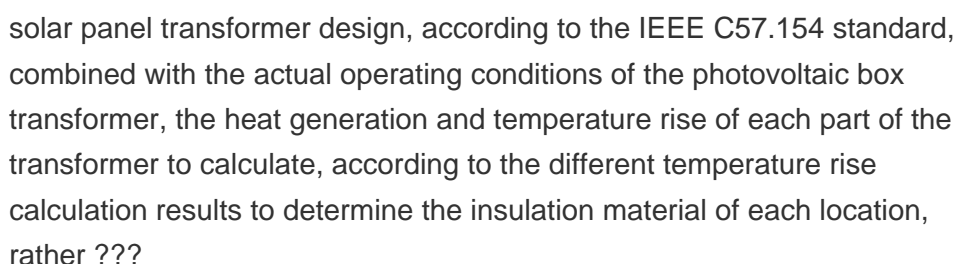 solar panel transformer design, according to the IEEE C57.154 standard,
combined with the actual operating conditions of the photovoltaic box
transformer, the heat generation and temperature rise of each part of the
transformer to calculate, according to the different temperature rise
calculation results to determine the insulation material of each location,
rather ???